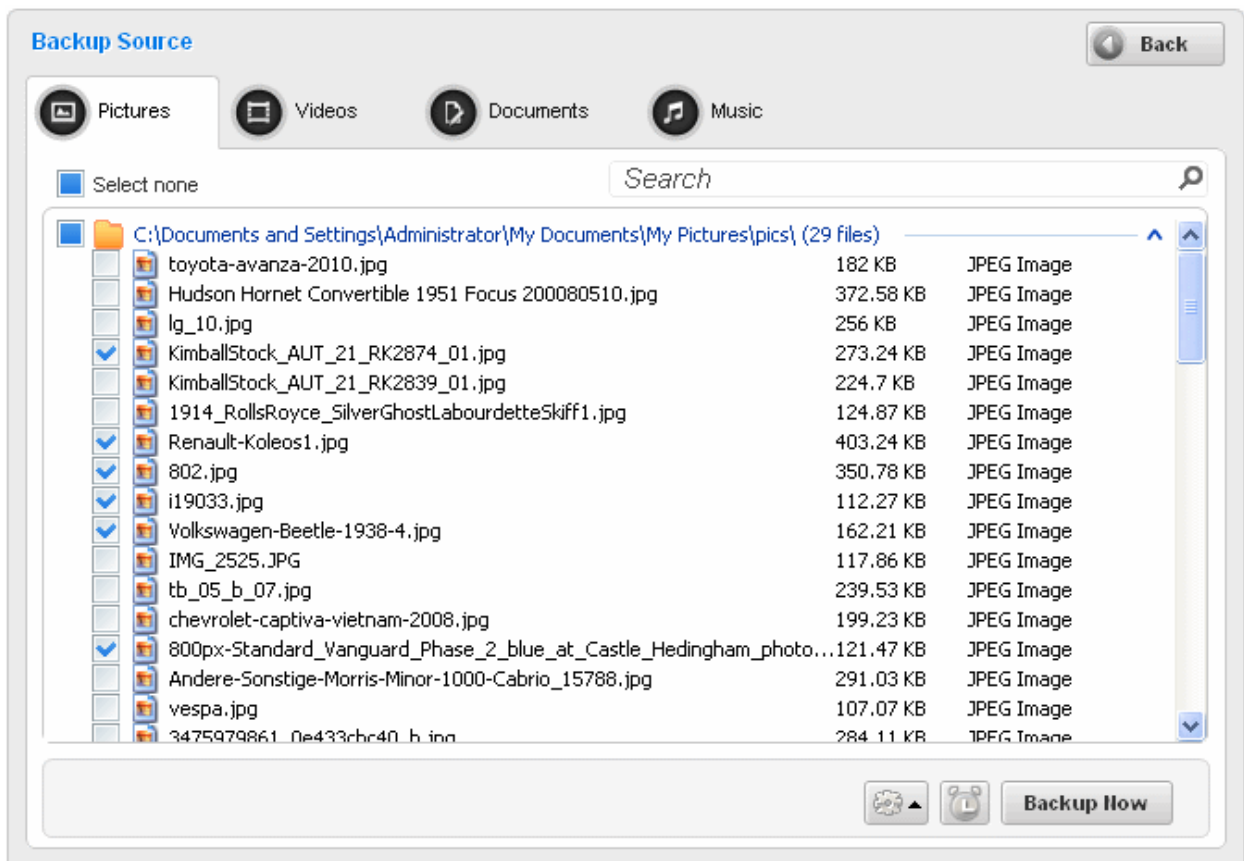 Backup Source
Back
Pictures Videos Documents Music
Select none Search
C:\Documents and Settings\Administrator\My Documents\My Pictures\pics\ (29 files)
toyota-avanza-2010.jpg 182 KB JPEG Image
Hudson Hornet Convertible 1951 Focus 200080510.jpg 372.58 KB JPEG Image
lg_10.jpg 256 KB JPEG Image
KimballStock_AUT_21_RK2874_01.jpg 273.24 KB JPEG Image
KimballStock_AUT_21_RK2839_01.jpg 224.7 KB JPEG Image
1914_RollsRoyce_SilverGhostLabourdetteSkiff1.jpg 124.87 KB JPEG Image
Renault-Koleos1.jpg 403.24 KB JPEG Image
802.jpg 350.78 KB JPEG Image
i19033.jpg 112.27 KB JPEG Image
Volkswagen-Beetle-1938-4.jpg 162.21 KB JPEG Image
IMG_2525.JPG 117.86 KB JPEG Image
tb_05_b_07.jpg 239.53 KB JPEG Image
chevrolet-captiva-vietnam-2008.jpg 199.23 KB JPEG Image
800px-Standard_Vanguard_Phase_2_blue_at_Castle_Hedingham_photo...121.47 KB JPEG Image
Andere-Sonstige-Morris-Minor-1000-Cabrio_15788.jpg 291.03 KB JPEG Image
vespa.jpg 107.07 KB JPEG Image
3475979861_0e433cbc40_b.jpg 284.11 KB JPEG Image
Backup Now